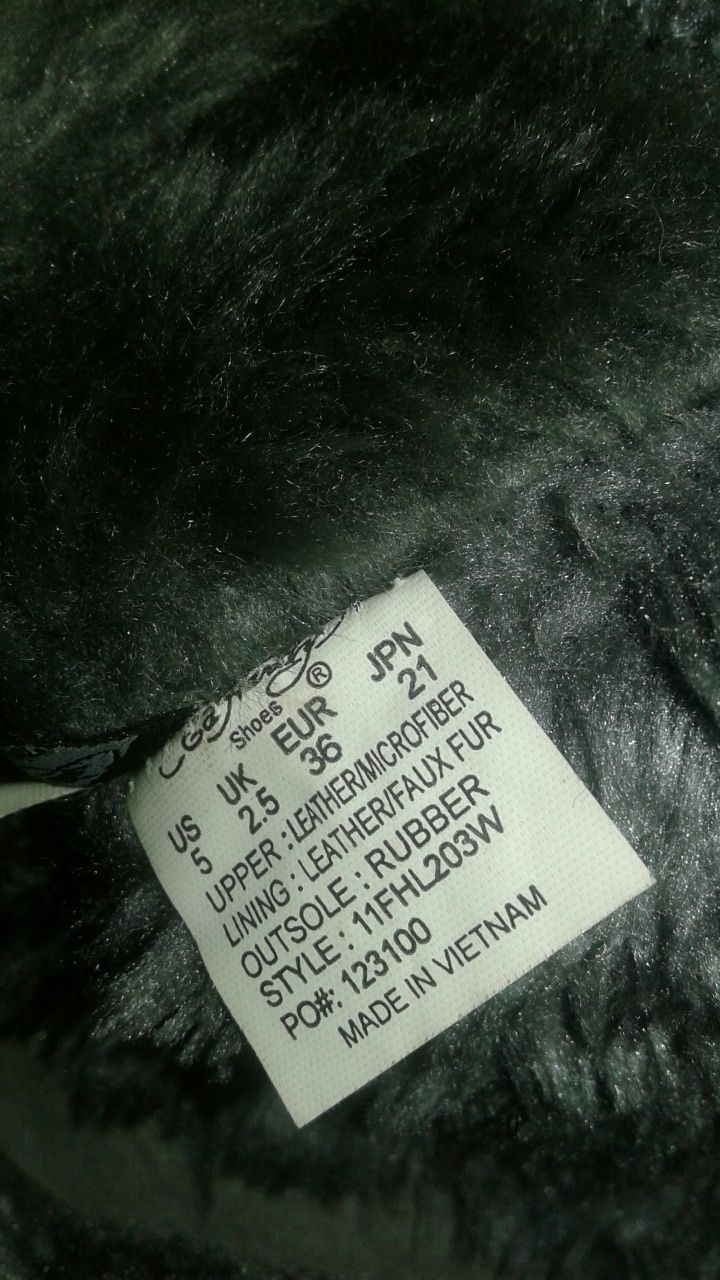 Shoes ®
US UK EUR JPN
5 2.5 36 21
UPPER : LEATHER/MICROFIBER
LINING : LEATHER/FAUX FUR
OUTSOLE : RUBBER
STYLE : 11FHL203W
PO#: 123100
MADE IN VIETNAM